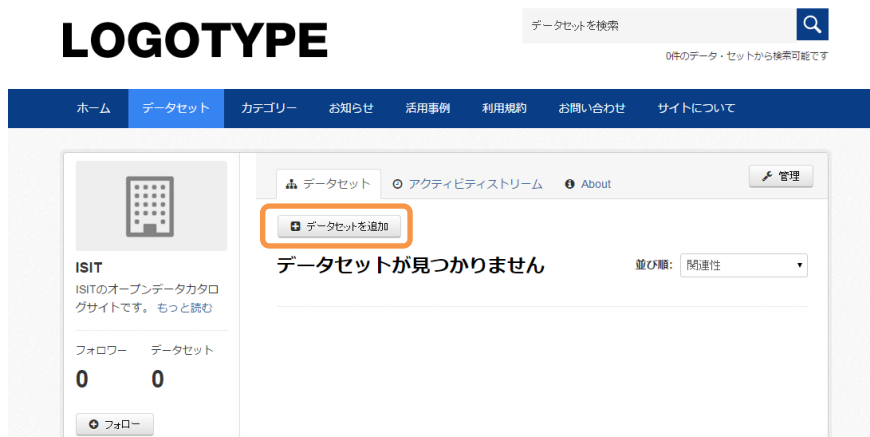 LOGOTYPE
データセットを検索
0件のデータ・セットから検索可能です
ホーム データセット カテゴリー お知らせ 活用事例 利用規約 お問い合わせ サイトについて
データセット アクティビティストリーム About 管理
データセットを追加
データセットが見つかりません 並び順: 関連性
ISIT
ISITのオープンデータカタロ
グサイトです。 もっと読む
フォロワー データセット
0 0
フォロー